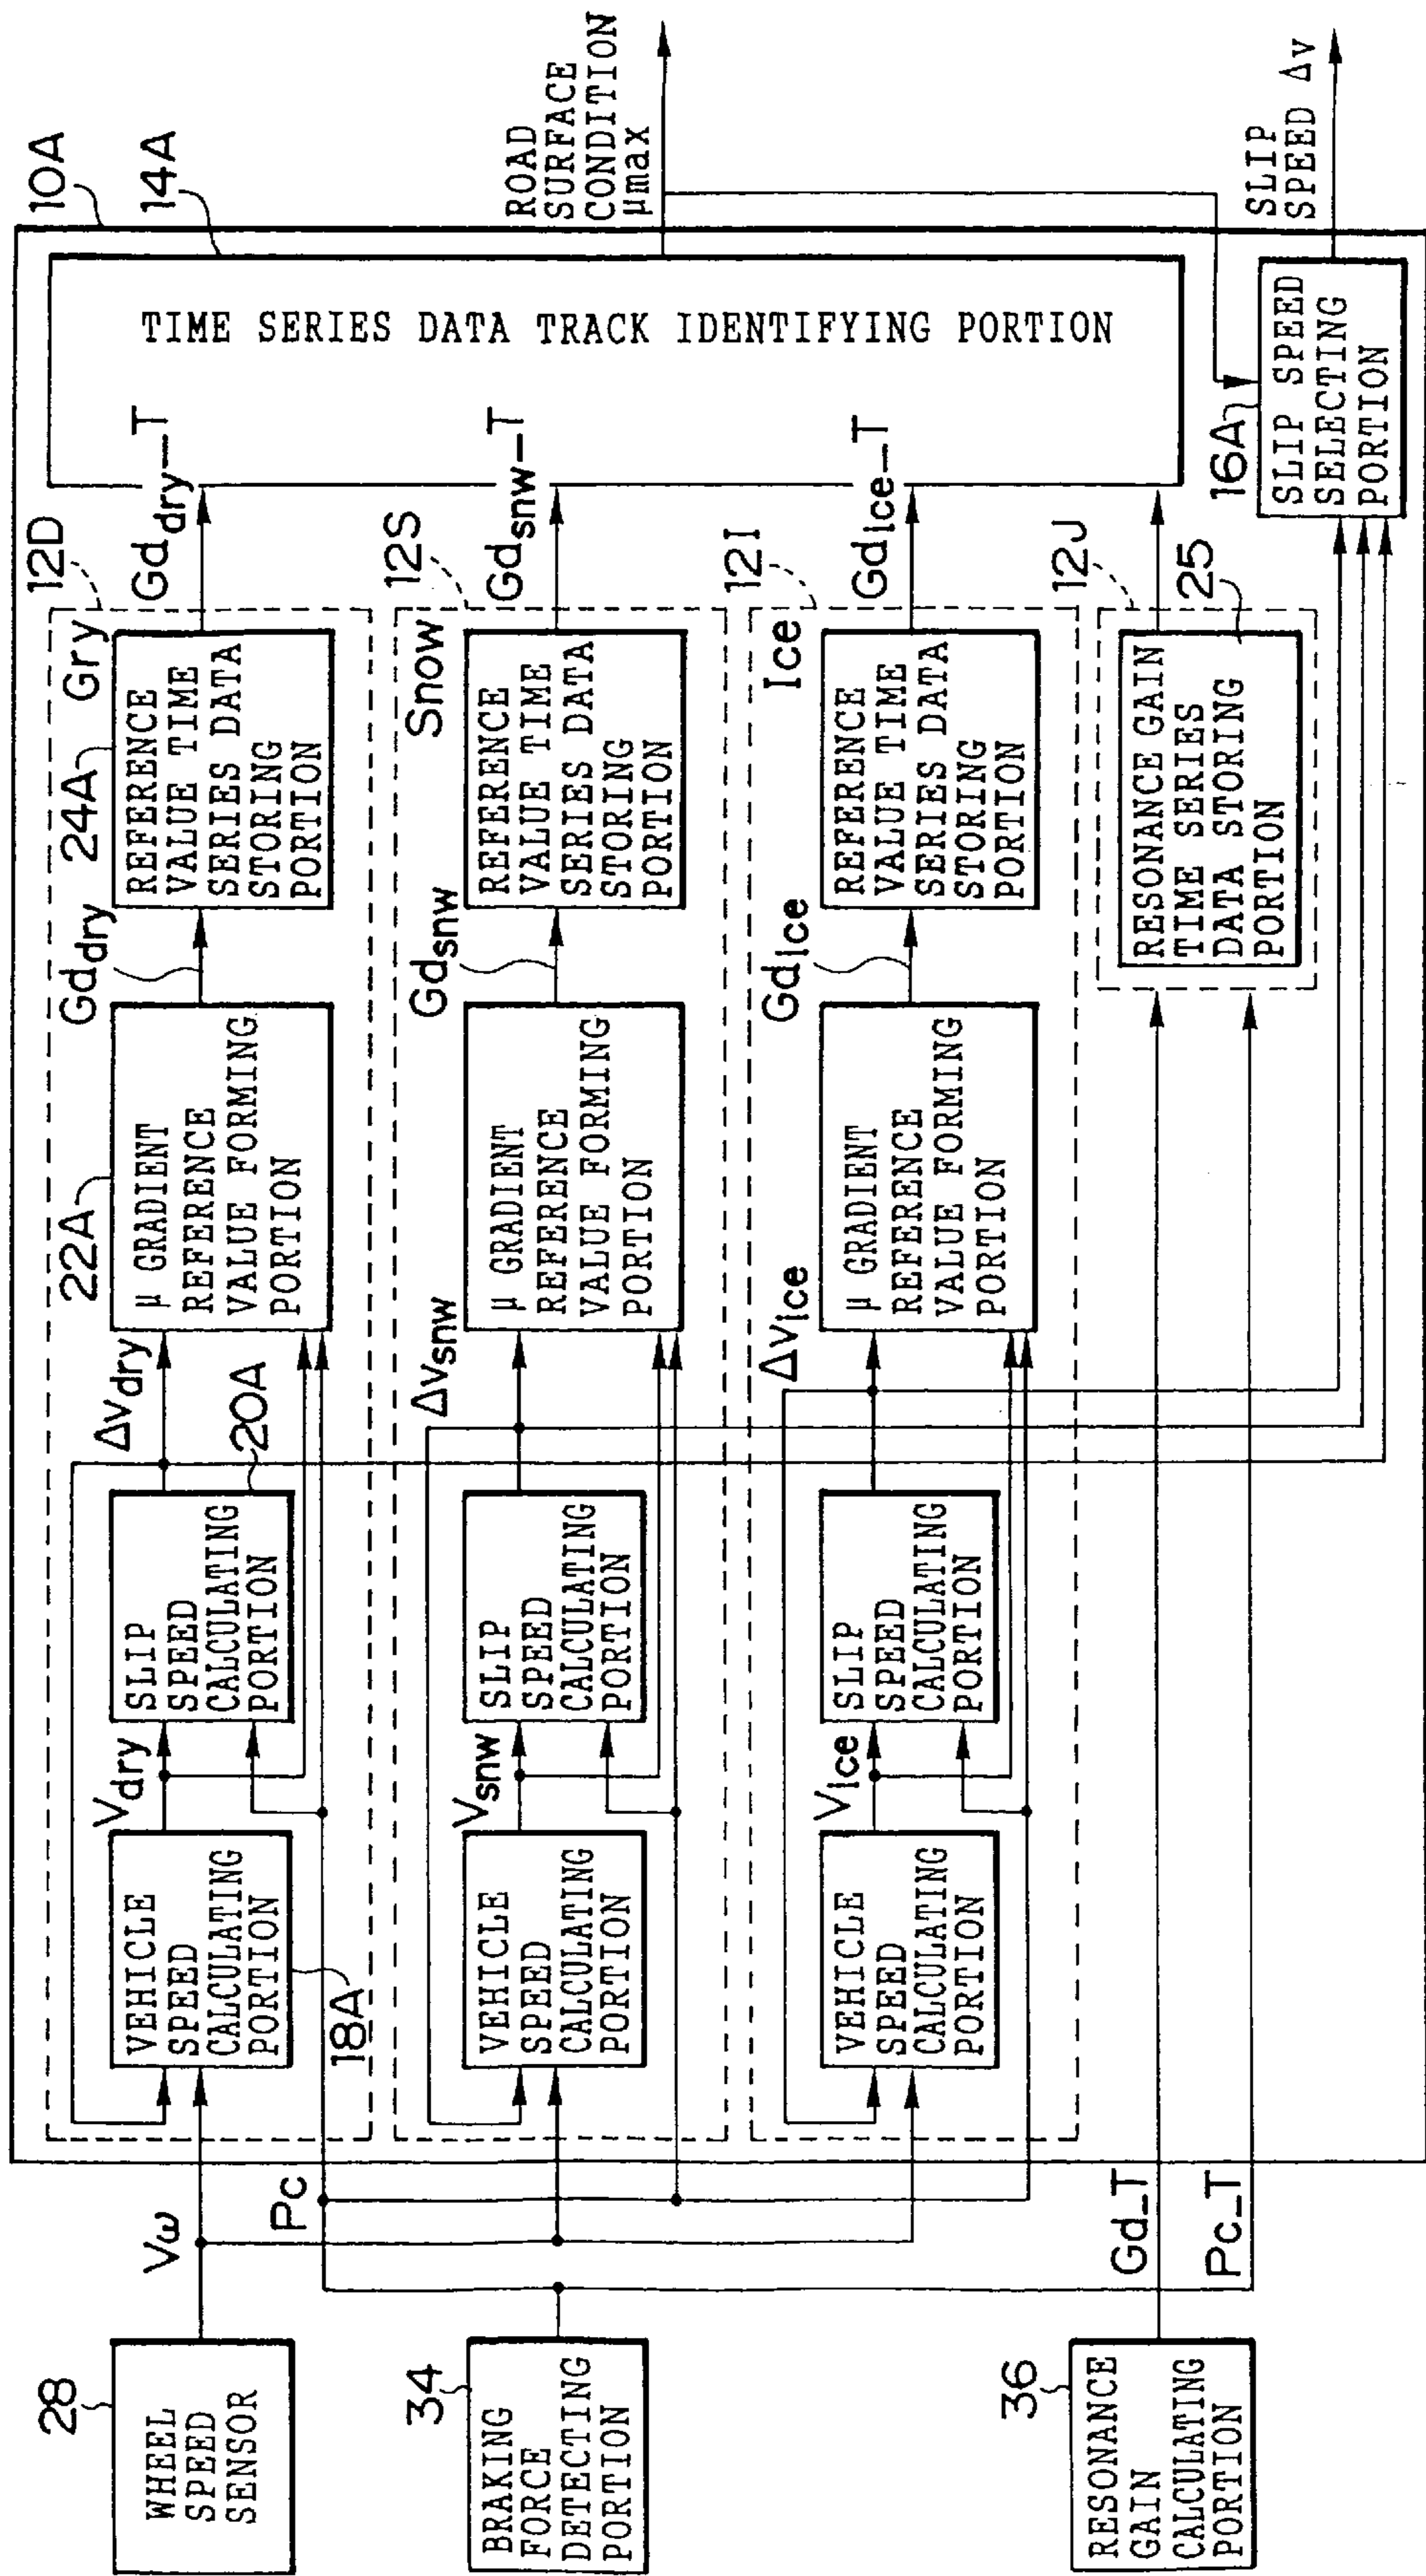 28
WHEEL
SPEED
SENSOR
34
BRAKING
FORCE
DETECTING
PORTION
36
RESONANCE
GAIN
CALCULATING
PORTION
Vω
Pc
Gd_T
Pc_T
10A
12D
Gry
VEHICLE
SPEED
CALCULATING
PORTION
18A
Vdry
SLIP
SPEED
CALCULATING
PORTION
20A
Δvdry
22A
μ GRADIENT
REFERENCE
VALUE FORMING
PORTION
Gddry
24A
REFERENCE
VALUE TIME
SERIES DATA
STORING
PORTION
Gddry_T
12S
Snow
VEHICLE
SPEED
CALCULATING
PORTION
Vsnw
SLIP
SPEED
CALCULATING
PORTION
Δvsnw
μ GRADIENT
REFERENCE
VALUE FORMING
PORTION
Gdsnw
REFERENCE
VALUE TIME
SERIES DATA
STORING
PORTION
Gdsnw_T
12I
Ice
VEHICLE
SPEED
CALCULATING
PORTION
Vice
SLIP
SPEED
CALCULATING
PORTION
Δvice
μ GRADIENT
REFERENCE
VALUE FORMING
PORTION
Gdice
REFERENCE
VALUE TIME
SERIES DATA
STORING
PORTION
Gdice_T
12J
25
RESONANCE GAIN
TIME SERIES
DATA STORING
PORTION
14A
TIME SERIES DATA TRACK IDENTIFYING PORTION
16A
SLIP SPEED
SELECTING
PORTION
ROAD
SURFACE
CONDITION
μmax
SLIP
SPEED Δv